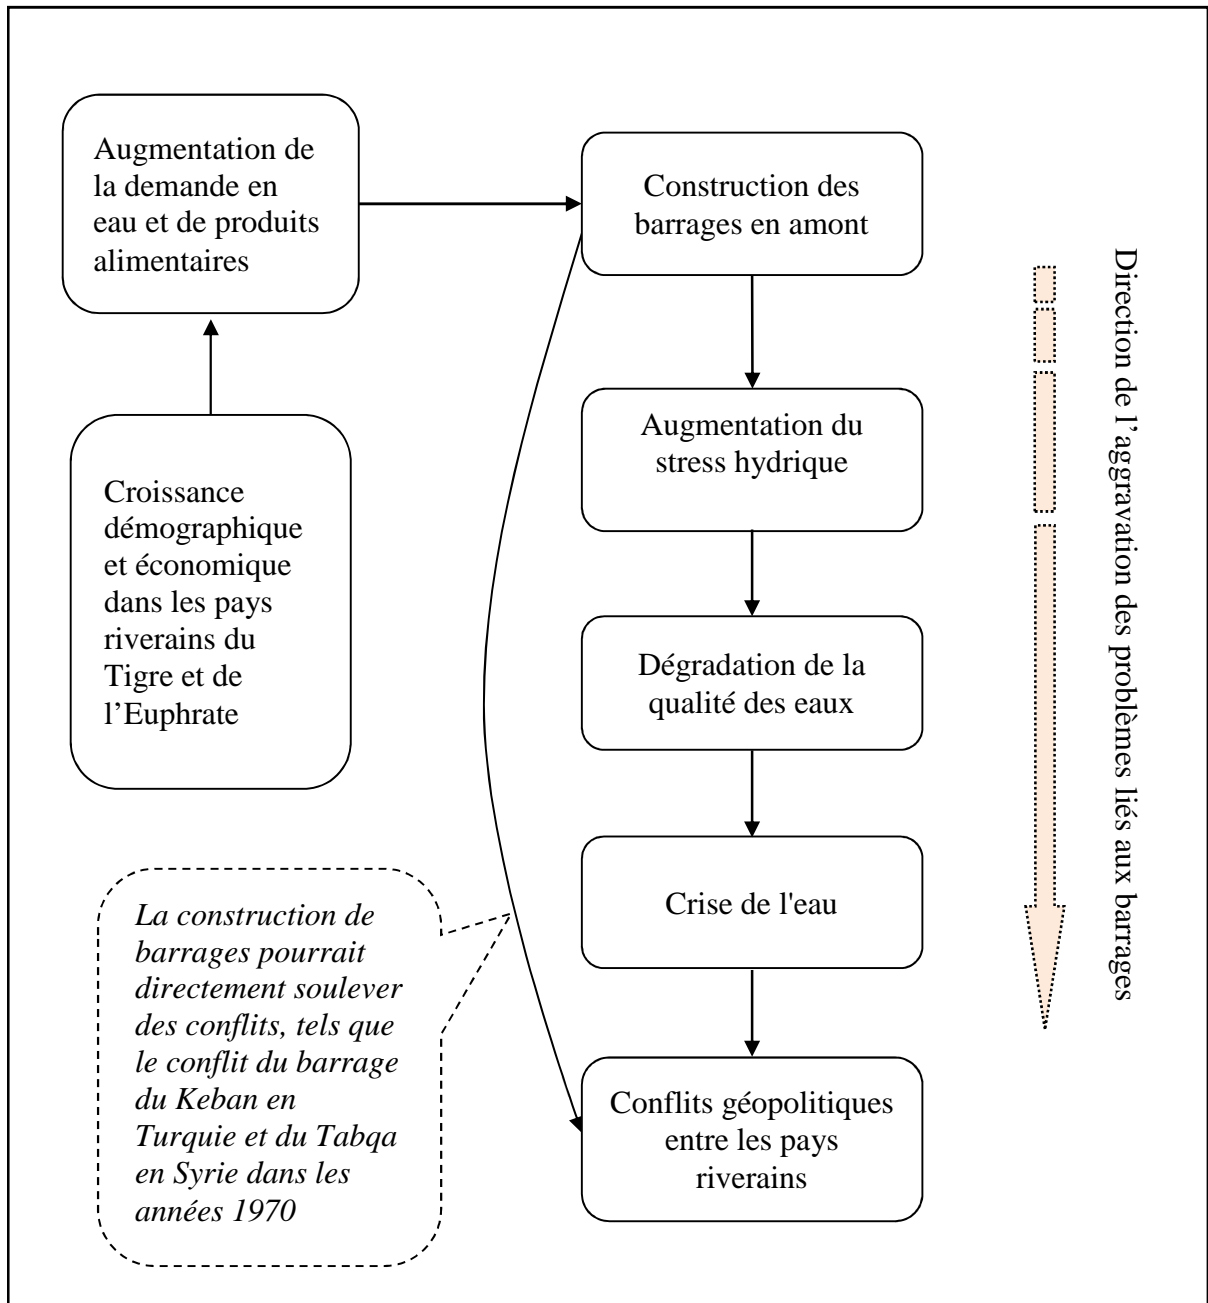 Augmentation de
la demande en
eau et de produits
alimentaires
Construction des
barrages en amont
Croissance
démographique
et économique
dans les pays
riverains du
Tigre et de
l’Euphrate
Augmentation du
stress hydrique
Dégradation de la
qualité des eaux
Crise de l'eau
La construction de
barrages pourrait
directement soulever
des conflits, tels que
le conflit du barrage
du Keban en
Turquie et du Tabqa
en Syrie dans les
années 1970
Conflits géopolitiques
entre les pays
riverains
Direction de l’aggravation des problèmes liés aux barrages